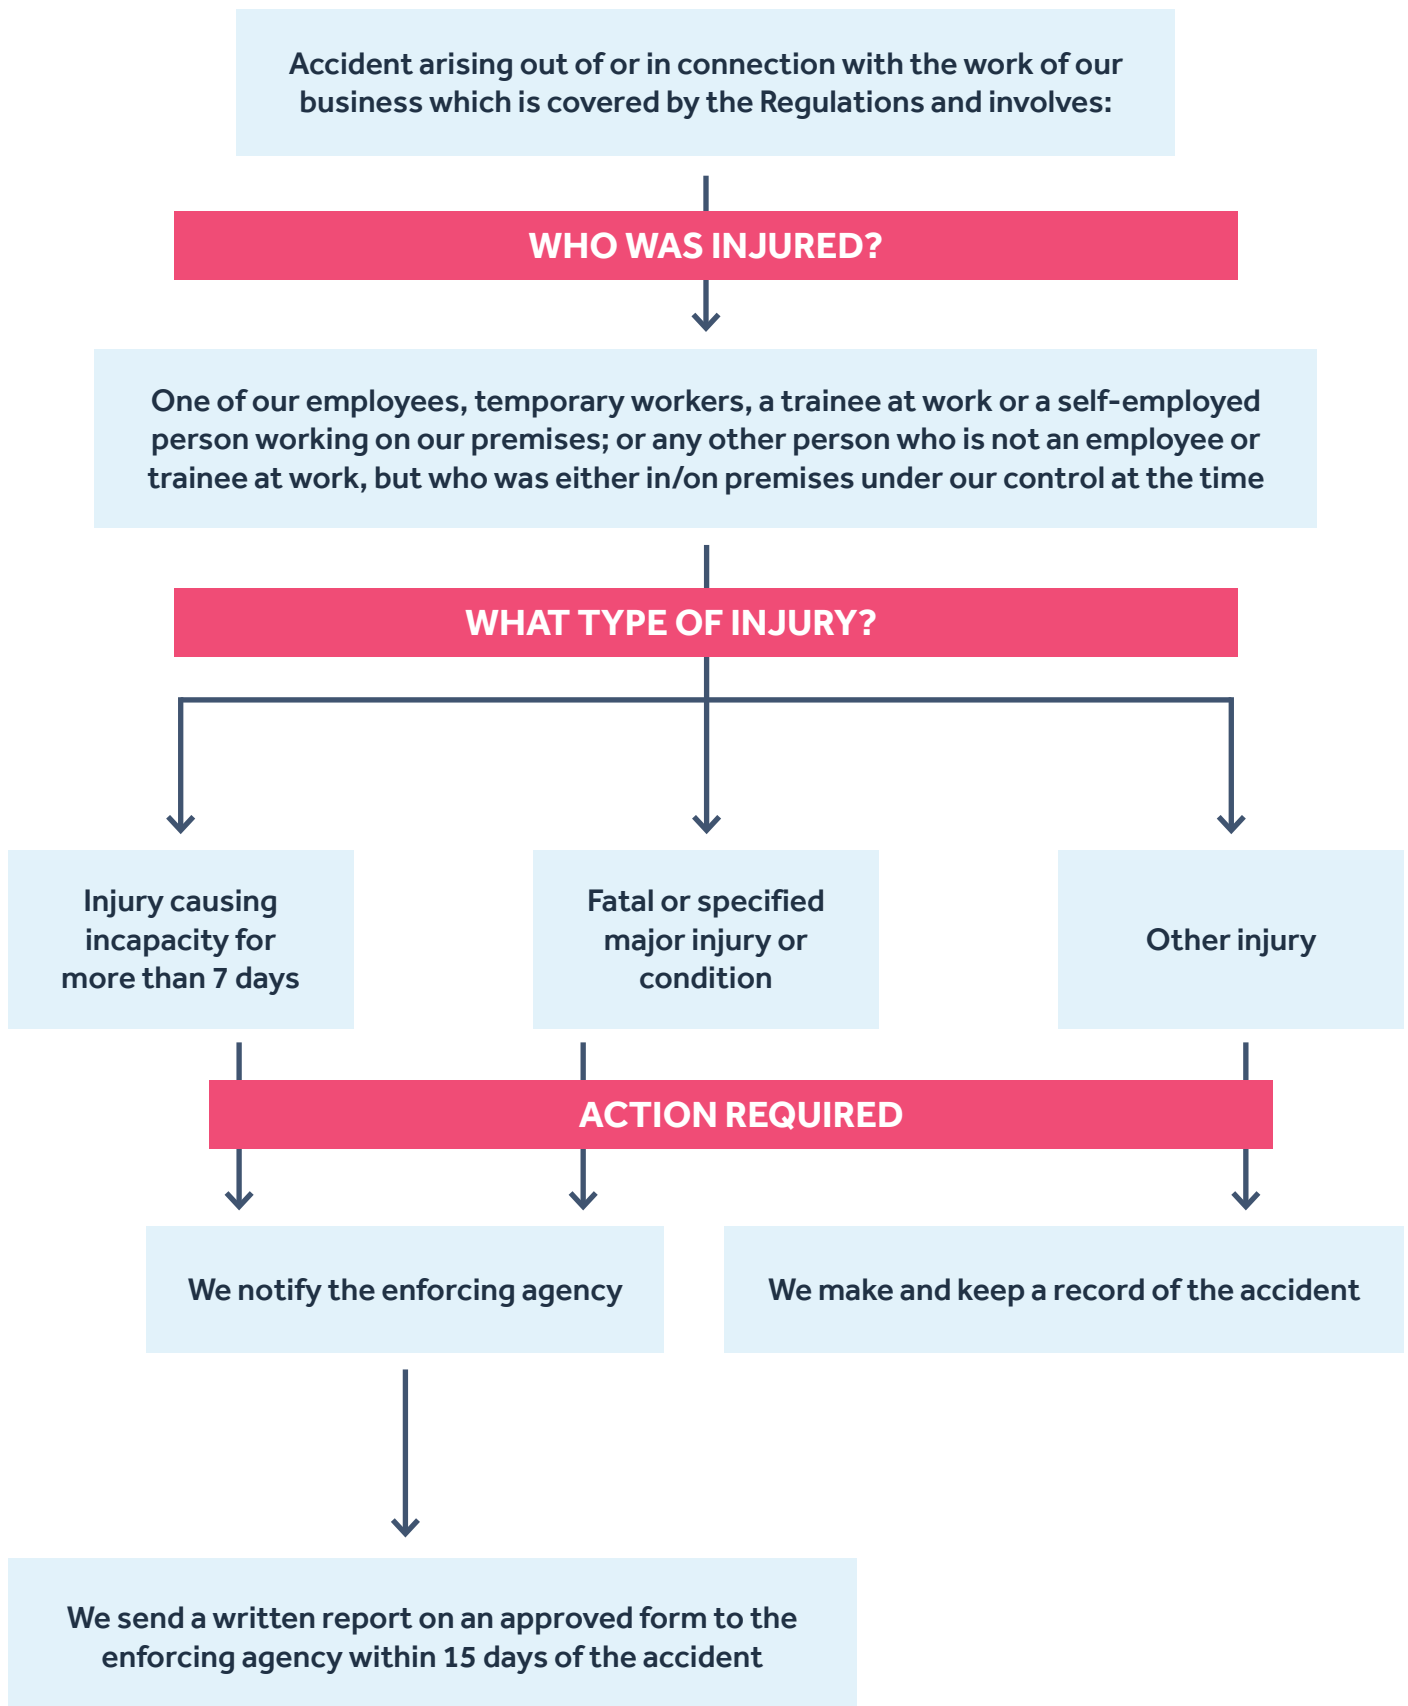 Accident arising out of or in connection with the work of our
business which is covered by the Regulations and involves:
WHO WAS INJURED?
One of our employees, temporary workers, a trainee at work or a self-employed
person working on our premises; or any other person who is not an employee or
trainee at work, but who was either in/on premises under our control at the time
WHAT TYPE OF INJURY?
Injury causing
incapacity for
more than 7 days
Fatal or specified
major injury or
condition
Other injury
ACTION REQUIRED
We notify the enforcing agency
We make and keep a record of the accident
We send a written report on an approved form to the
enforcing agency within 15 days of the accident